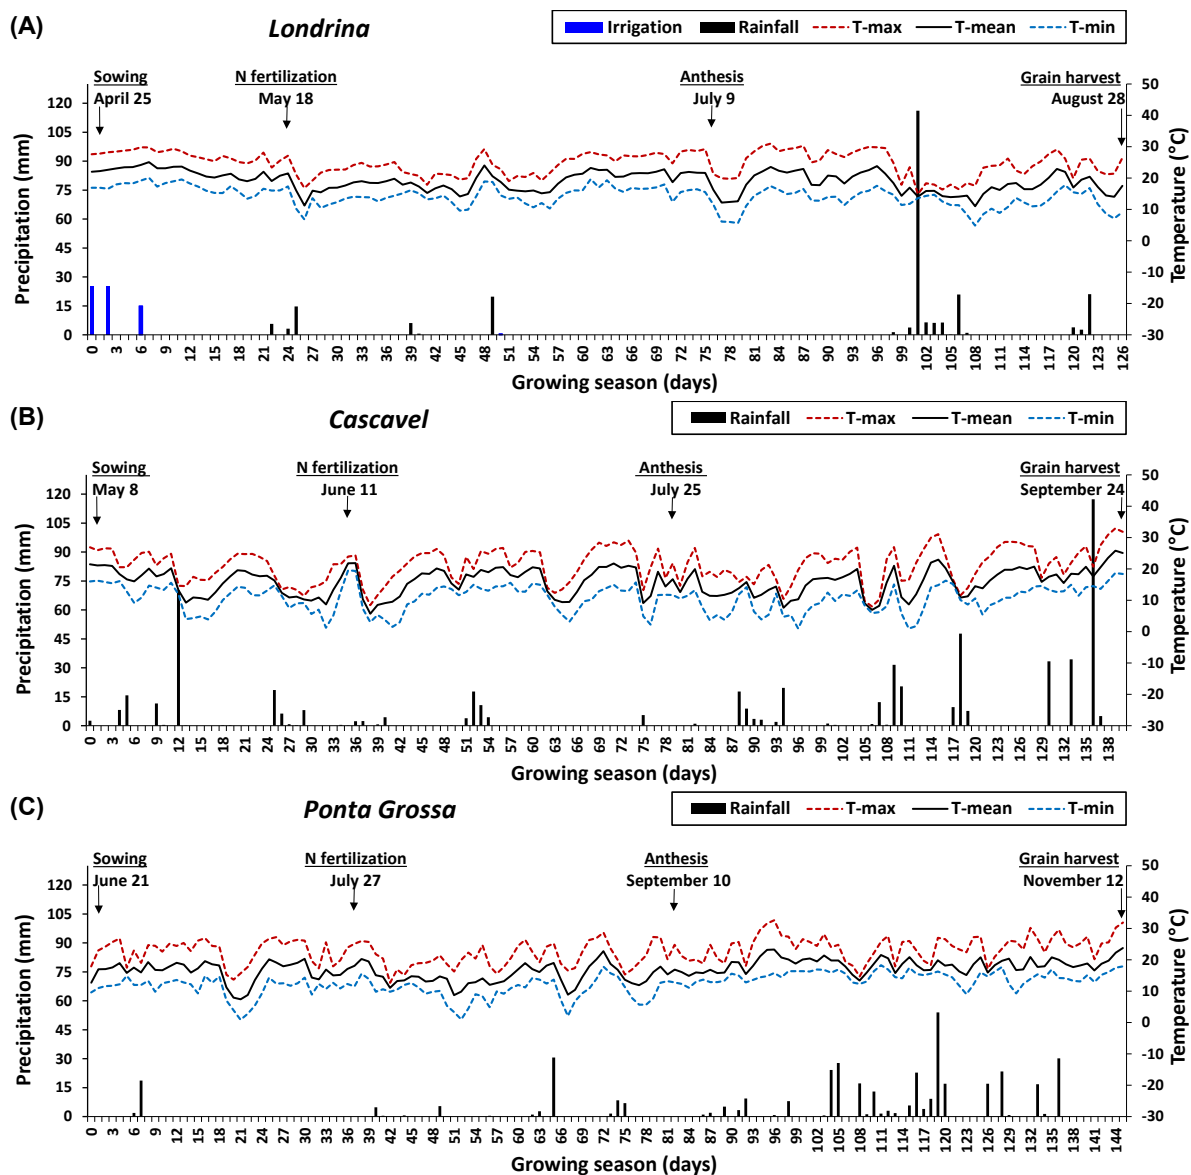 (A)
Londrina
Irrigation Rainfall T-max T-mean T-min
Sowing
April 25
N fertilization
May 18
Anthesis
July 9
Grain harvest
August 28
Precipitation (mm)
120
105
90
75
60
45
30
15
0
50
40
30
20
10
0
-10
-20
-30
Temperature (°C)
0 3 6 9 12 15 18 21 24 27 30 33 36 39 42 45 48 51 54 57 60 63 66 69 72 75 78 81 84 87 90 93 96 99 102 105 108 111 114 117 120 123 126
Growing season (days)
(B)
Cascavel
Rainfall T-max T-mean T-min
Sowing
May 8
N fertilization
June 11
Anthesis
July 25
Grain harvest
September 24
Precipitation (mm)
120
105
90
75
60
45
30
15
0
50
40
30
20
10
0
-10
-20
-30
Temperature (°C)
0 3 6 9 12 15 18 21 24 27 30 33 36 39 42 45 48 51 54 57 60 63 66 69 72 75 78 81 84 87 90 93 96 99 102 105 108 111 114 117 120 123 126 129 132 135 138
Growing season (days)
(C)
Ponta Grossa
Rainfall T-max T-mean T-min
Sowing
June 21
N fertilization
July 27
Anthesis
September 10
Grain harvest
November 12
Precipitation (mm)
120
105
90
75
60
45
30
15
0
50
40
30
20
10
0
-10
-20
-30
Temperature (°C)
0 3 6 9 12 15 18 21 24 27 30 33 36 39 42 45 48 51 54 57 60 63 66 69 72 75 78 81 84 87 90 93 96 99 102 105 108 111 114 117 120 123 126 129 132 135 138 141 144
Growing season (days)